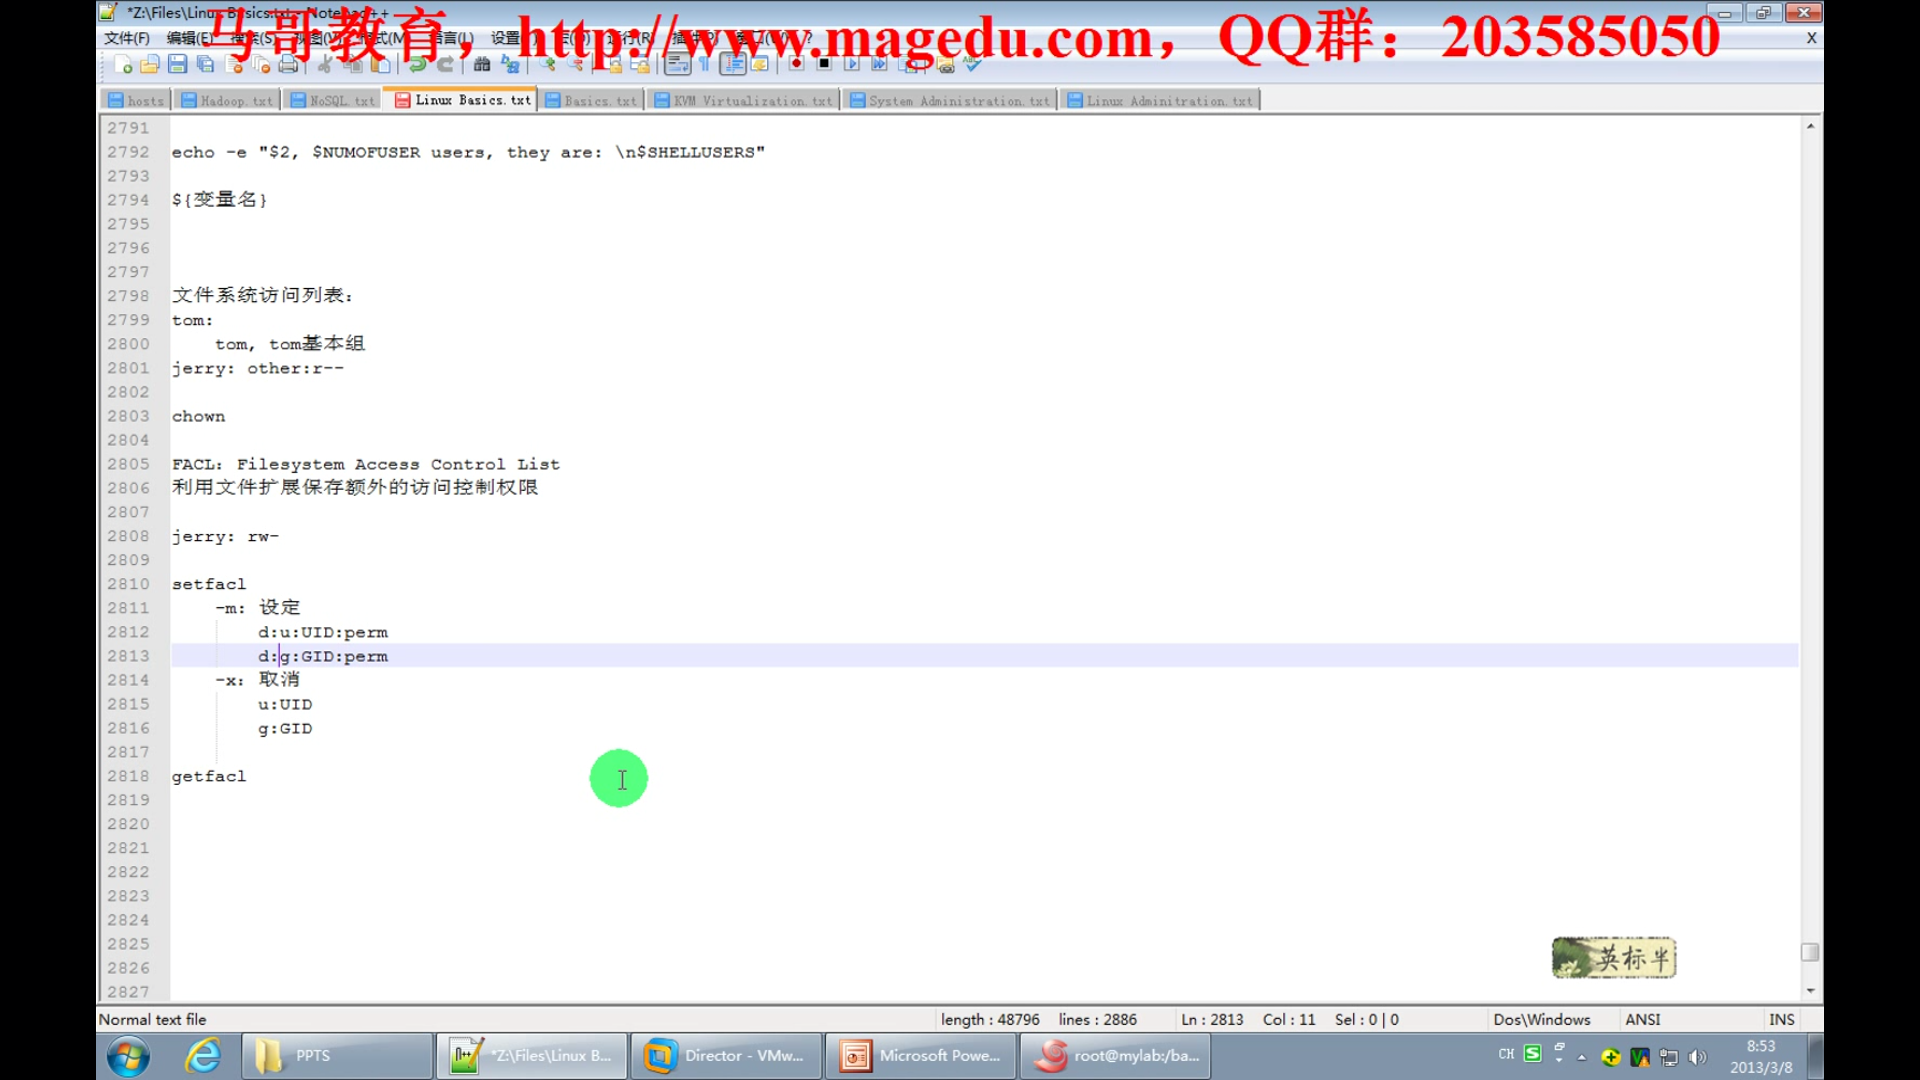 *Z:\Files\Linux Basics.txt - Notepad++
马哥教育，http://www.magedu.com，QQ群：203585050
文件(F) 编辑(E) 搜索(S) 视图(V) 格式(M) 语言(L) 设置 运行(R) X
hosts Hadoop.txt NoSQL.txt Linux Basics.txt Basics.txt KVM Virtualization.txt System Administration.txt Linux Adminitration.txt
2791
2792 echo -e "$2, $NUMOFUSER users, they are: \n$SHELLUSERS"
2793
2794 ${变量名}
2795
2796
2797
2798 文件系统访问列表：
2799 tom:
2800 tom, tom基本组
2801 jerry: other:r--
2802
2803 chown
2804
2805 FACL: Filesystem Access Control List
2806 利用文件扩展保存额外的访问控制权限
2807
2808 jerry: rw-
2809
2810 setfacl
2811 -m: 设定
2812 d:u:UID:perm
2813 d:g:GID:perm
2814 -x: 取消
2815 u:UID
2816 g:GID
2817
2818 getfacl
2819
2820
2821
2822
2823
2824
2825
2826
2827
英标半
Normal text file length : 48796 lines : 2886 Ln : 2813 Col : 11 Sel : 0 | 0 Dos\Windows ANSI INS
PPTS *Z:\Files\Linux B... Director - VMw... Microsoft Powe... root@mylab:/ba... CH 8:53
2013/3/8